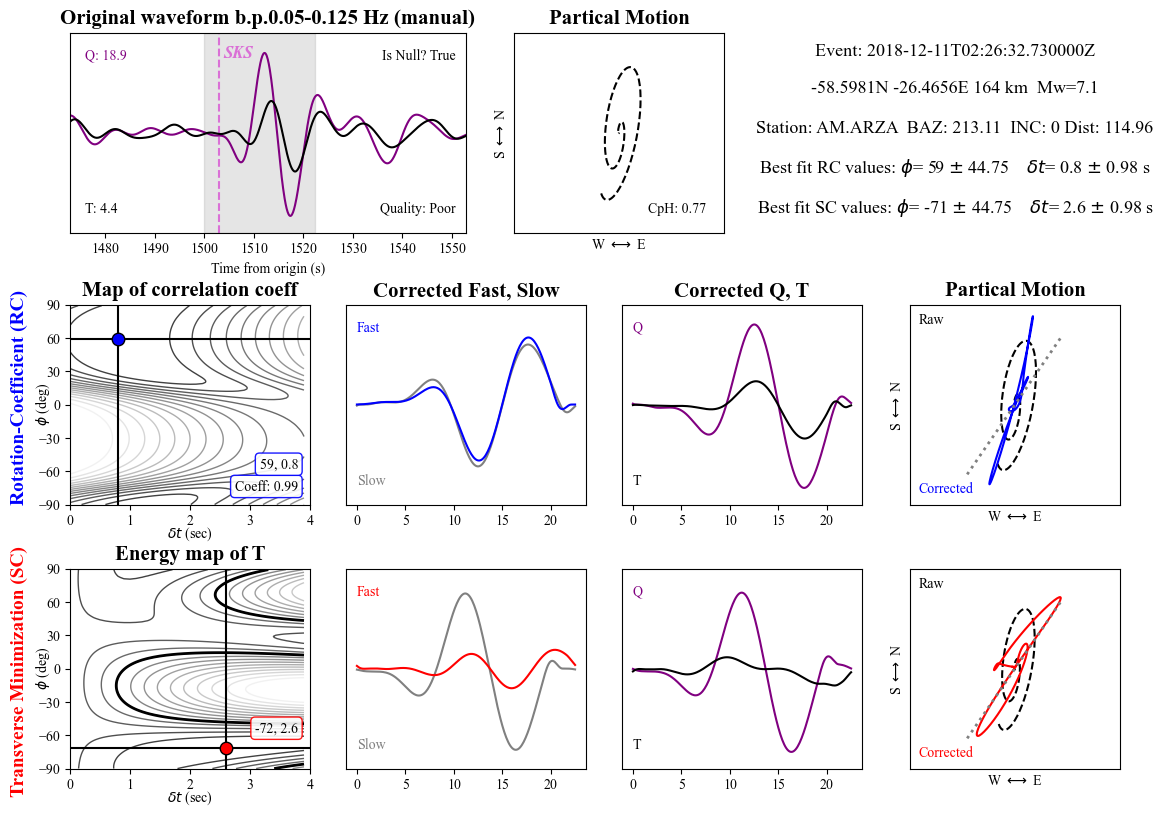 Original waveform b.p.0.05-0.125 Hz (manual)
Q: 18.9
SKS
Is Null? True
T: 4.4
Quality: Poor
1480 1490 1500 1510 1520 1530 1540 1550
Time from origin (s)
Partical Motion
S ⟷ N
CpH: 0.77
W ⟷ E
Event: 2018-12-11T02:26:32.730000Z
-58.5981N -26.4656E 164 km Mw=7.1
Station: AM.ARZA BAZ: 213.11 INC: 0 Dist: 114.96
Best fit RC values: ϕ= 59 ± 44.75 δt= 0.8 ± 0.98 s
Best fit SC values: ϕ= -71 ± 44.75 δt= 2.6 ± 0.98 s
Rotation-Coefficient (RC)
Map of correlation coeff
ϕ (deg)
90
60
30
0
−30
−60
−90
59, 0.8
Coeff: 0.99
0 1 2 3 4
δt (sec)
Corrected Fast, Slow
Fast
Slow
0 5 10 15 20
Corrected Q, T
Q
T
0 5 10 15 20
Partical Motion
Raw
S ⟷ N
Corrected
W ⟷ E
Transverse Minimization (SC)
Energy map of T
ϕ (deg)
90
60
30
0
−30
−60
−90
-72, 2.6
0 1 2 3 4
δt (sec)
Fast
Slow
0 5 10 15 20
Q
T
0 5 10 15 20
Raw
S ⟷ N
Corrected
W ⟷ E